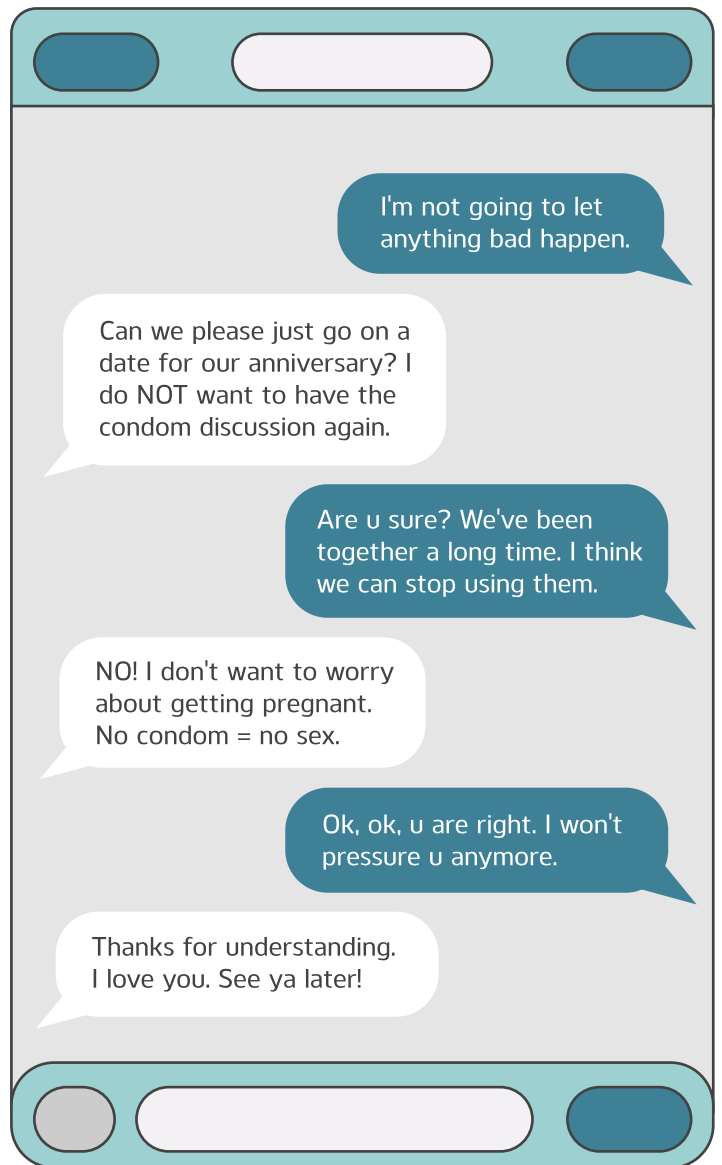 I'm not going to let
anything bad happen.
Can we please just go on a
date for our anniversary? I
do NOT want to have the
condom discussion again.
Are u sure? We've been
together a long time. I think
we can stop using them.
NO! I don't want to worry
about getting pregnant.
No condom = no sex.
Ok, ok, u are right. I won't
pressure u anymore.
Thanks for understanding.
I love you. See ya later!